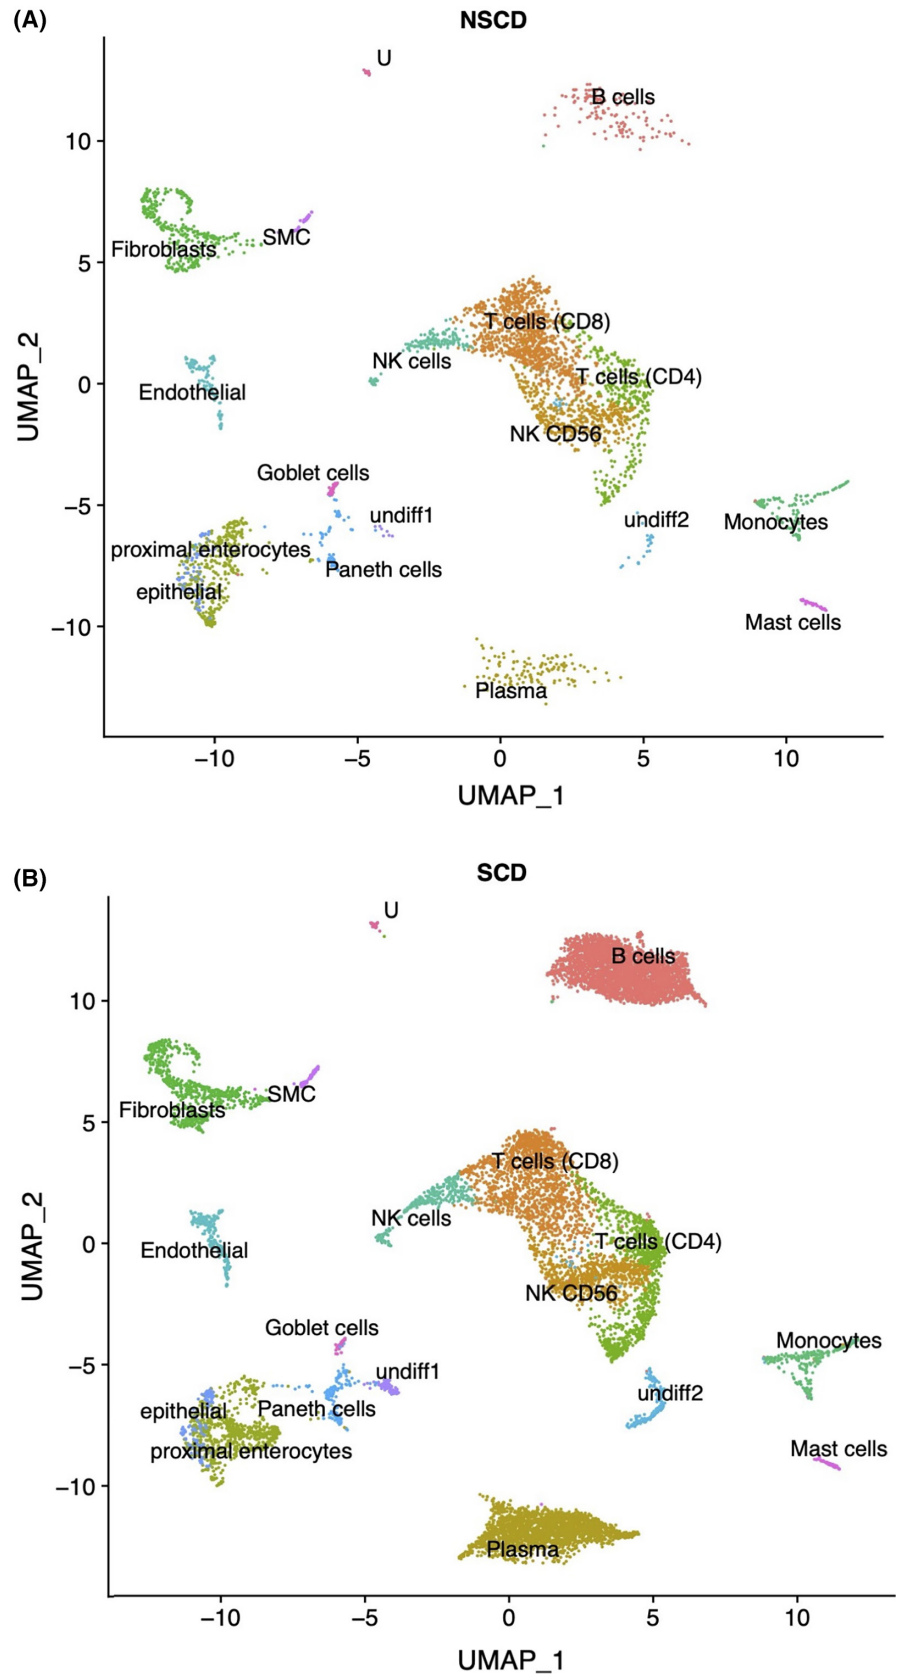 (A)
NSCD
U
B cells
10
Fibroblasts
SMC
5
T cells (CD8)
NK cells
T cells (CD4)
0
Endothelial
NK CD56
UMAP_2
Goblet cells
−5
undiff1
undiff2
Monocytes
proximal enterocytes
Paneth cells
epithelial
−10
Mast cells
Plasma
−10 −5 0 5 10
UMAP_1
(B)
SCD
U
B cells
10
SMC
Fibroblasts
5
T cells (CD8)
NK cells
T cells (CD4)
0
Endothelial
NK CD56
UMAP_2
Goblet cells
Monocytes
−5
undiff1
undiff2
epithelial
Paneth cells
proximal enterocytes
Mast cells
−10
Plasma
−10 −5 0 5 10
UMAP_1